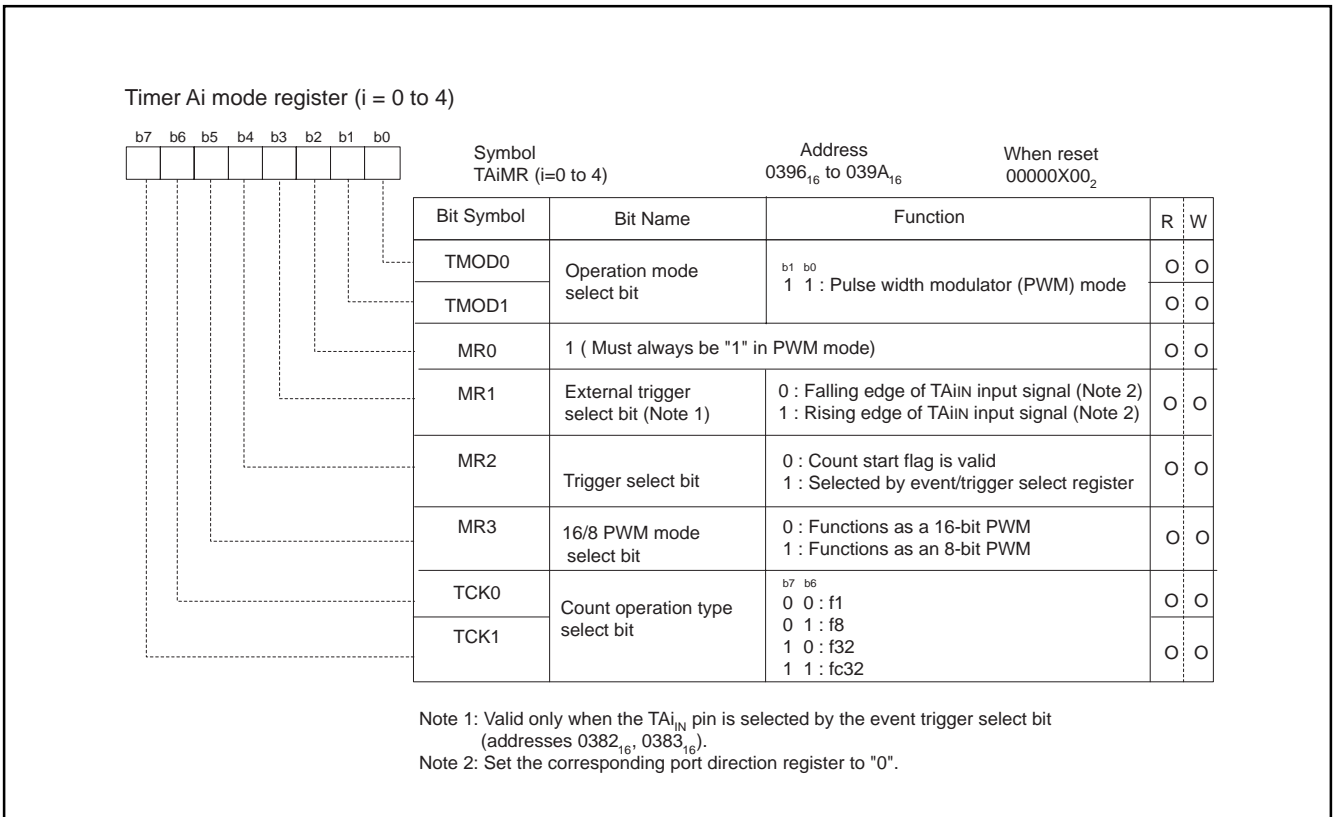 Timer Ai mode register (i = 0 to 4)
b7 b6 b5 b4 b3 b2 b1 b0
Symbol Address When reset
TAiMR (i=0 to 4) 0396₁₆ to 039A₁₆ 00000X00₂
Bit Symbol Bit Name Function R W
TMOD0 Operation mode select bit b1 b0 O O
TMOD1 1 1 : Pulse width modulator (PWM) mode O O
MR0 1 ( Must always be "1" in PWM mode) O O
MR1 External trigger 0 : Falling edge of TAiIN input signal (Note 2)
select bit (Note 1) 1 : Rising edge of TAiIN input signal (Note 2) O O
MR2 0 : Count start flag is valid O O
Trigger select bit 1 : Selected by event/trigger select register
MR3 16/8 PWM mode 0 : Functions as a 16-bit PWM
select bit 1 : Functions as an 8-bit PWM O O
b7 b6
TCK0 Count operation type 0 0 : f1 O O
TCK1 select bit 0 1 : f8
1 0 : f32 O O
1 1 : fc32
Note 1: Valid only when the TAiIN pin is selected by the event trigger select bit
(addresses 0382₁₆, 0383₁₆).
Note 2: Set the corresponding port direction register to "0".